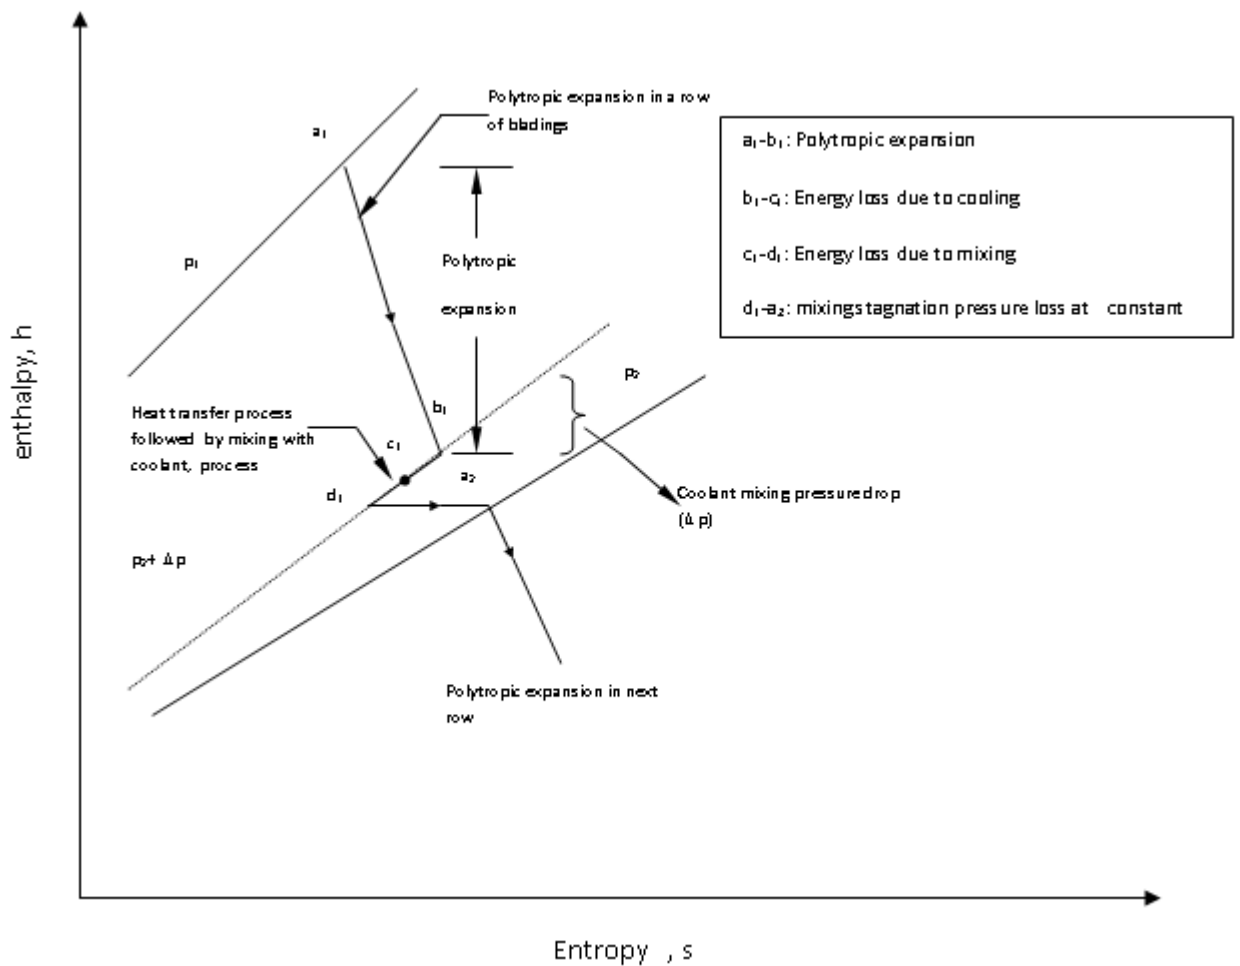 Polytropic expansion in a row
of bladings
a₁
a₁-b₁: Polytropic expansion
b₁-c₁: Energy loss due to cooling
c₁-d₁: Energy loss due to mixing
d₁-a₂: mixingstagnation pressure loss at constant
p₁
Polytropic
expansion
enthalpy, h
p₂
b₁
Heat transfer process
followed by mixing with
coolant, process
c₁
a₂
d₁
Coolant mixing pressure drop
(Δp)
p₂+ Δp
Polytropic expansion in next
row
Entropy , s